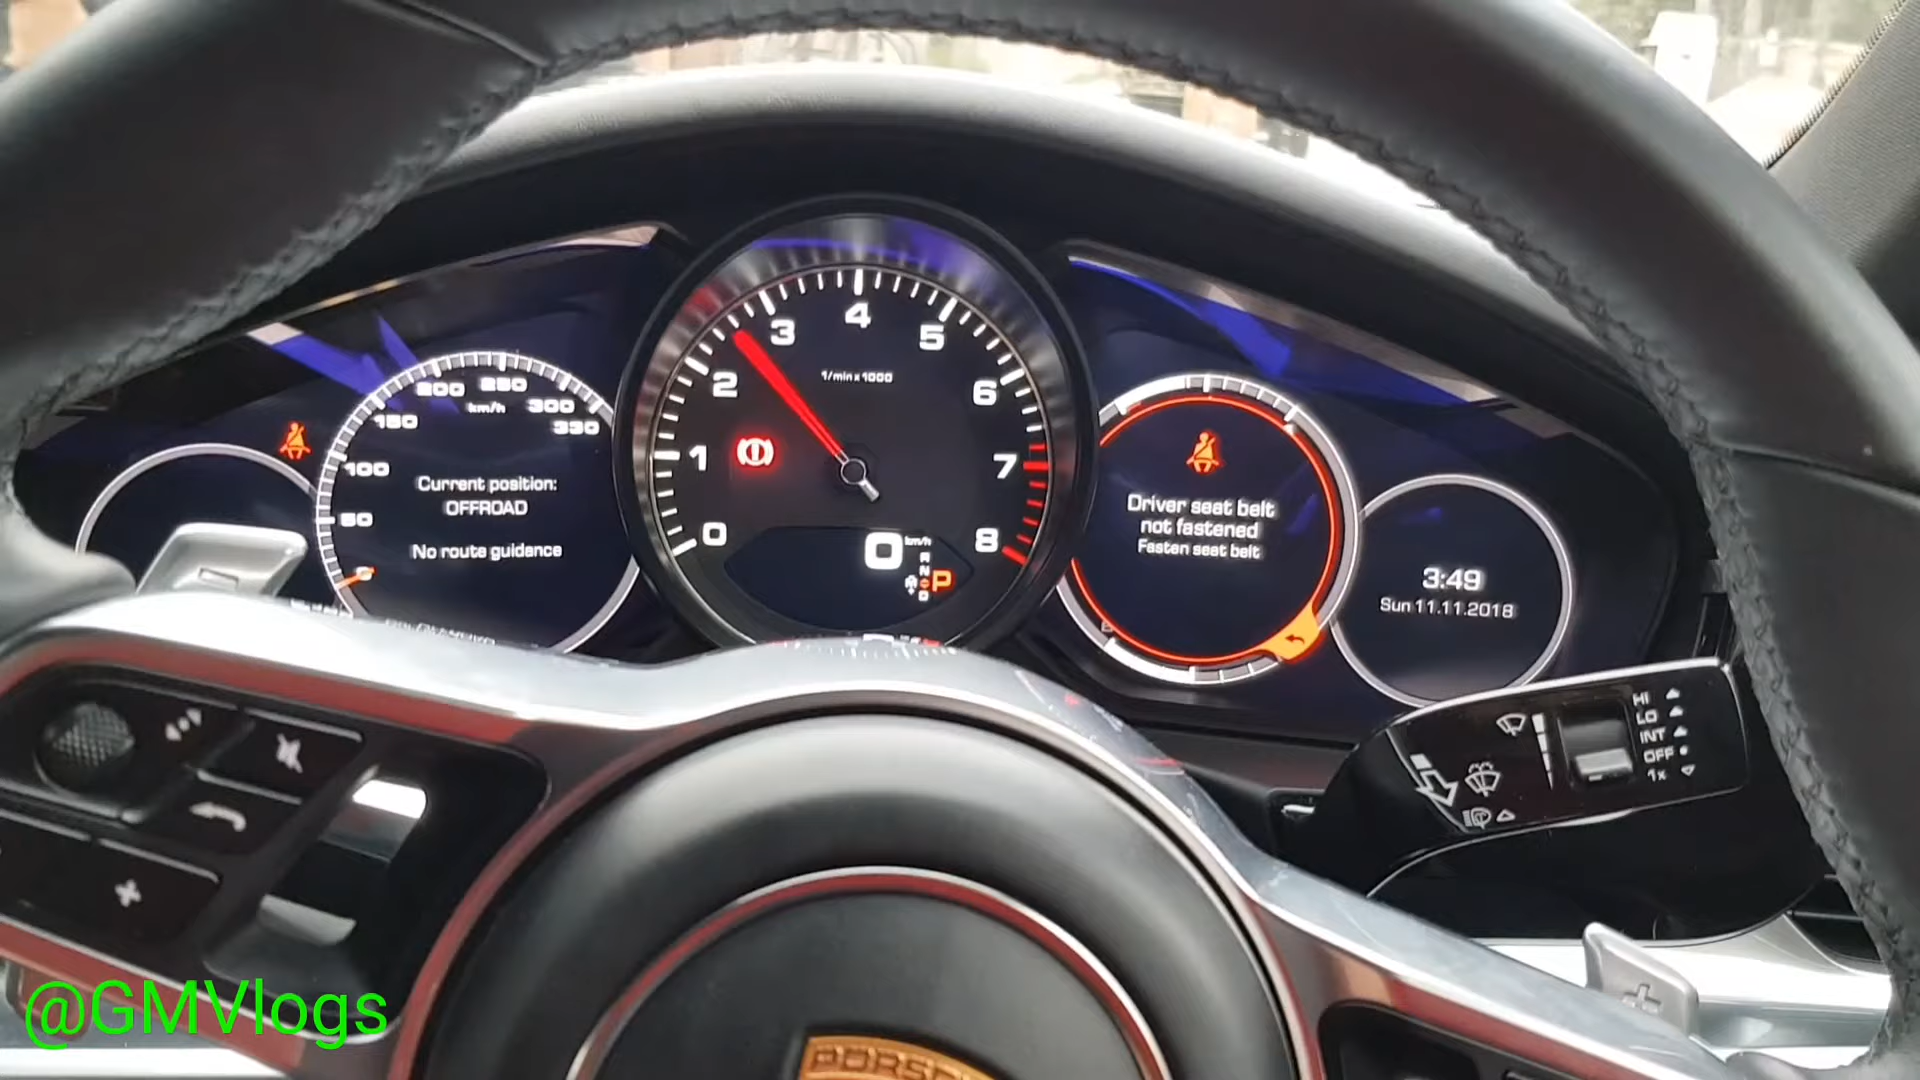 200 250
km/h 300
150 330
100
50
Current position:
OFFROAD
No route guidance
4
3 5
1/min x 1000
2 6
1 7
0 8
0 km/h
R
N
D
P
Driver seat belt
not fastened
Fasten seat belt
3:49
Sun 11.11.2018
HI
LO
INT
OFF
1x
PORSC
@GMVlogs